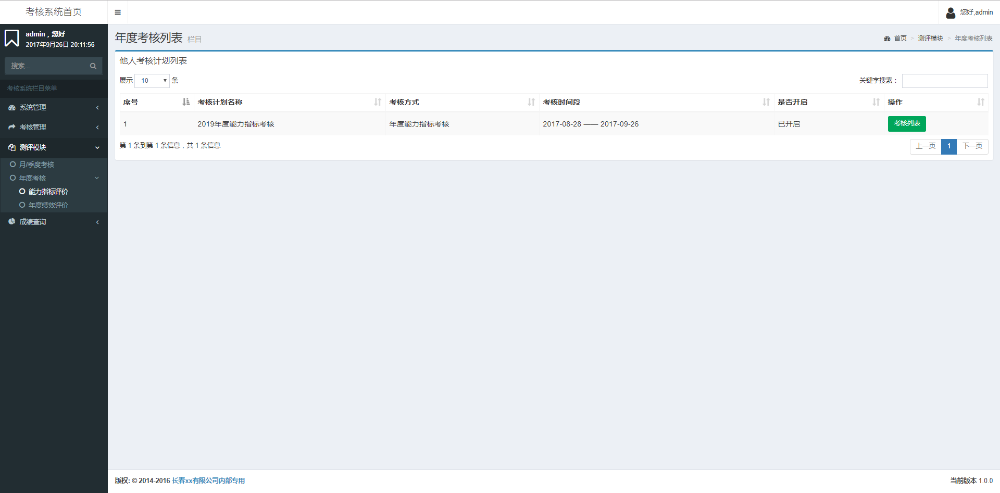 考核系统首页
您好,admin
admin，您好
2017年9月26日 20:11:56
搜索...
考核系统栏目菜单
系统管理
考核管理
测评模块
月/季度考核
年度考核
能力指标评价
年度绩效评价
成绩查询
年度考核列表 栏目
首页 > 测评模块 > 年度考核列表
他人考核计划列表
展示 10 条
关键字搜索：
序号 考核计划名称 考核方式 考核时间段 是否开启 操作
1 2019年度能力指标考核 年度能力指标考核 2017-08-28 —— 2017-09-26 已开启 考核列表
第 1 条到第 1 条信息，共 1 条信息
上一页 1 下一页
版权: © 2014-2016 长春xx有限公司内部专用
当前版本 1.0.0